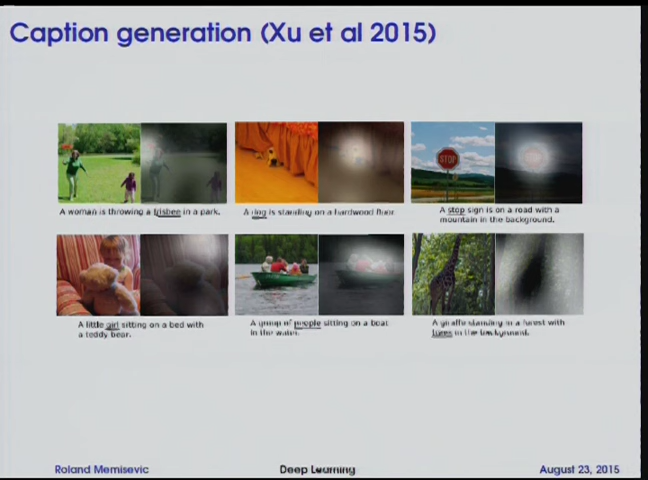 Caption generation (Xu et al 2015)
STOP
A woman is throwing a frisbee in a park.
A dog is standing on a hardwood floor.
A stop sign is on a road with a
mountain in the background.
A little girl sitting on a bed with
a teddy bear.
A group of people sitting on a boat
in the water.
A giraffe standing in a forest with
trees in the background.
Roland Memisevic
Deep Learning
August 23, 2015